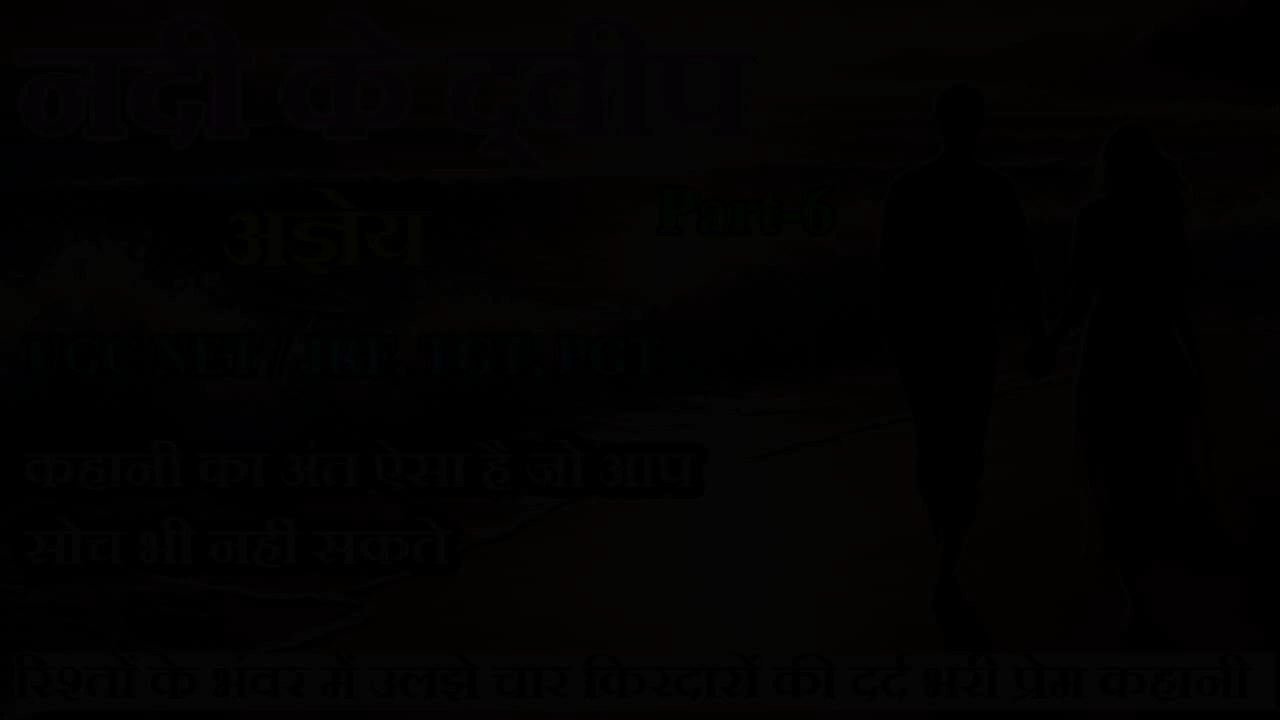 नदी के द्वीप
अज्ञेय
Part-6
UGC NET / JRF, TGT, PGT
कहानी का अंत ऐसा है जो आप
सोच भी नहीं सकते
रिश्तों के भंवर में उलझे चार किरदारों की दर्द भरी प्रेम कहानी